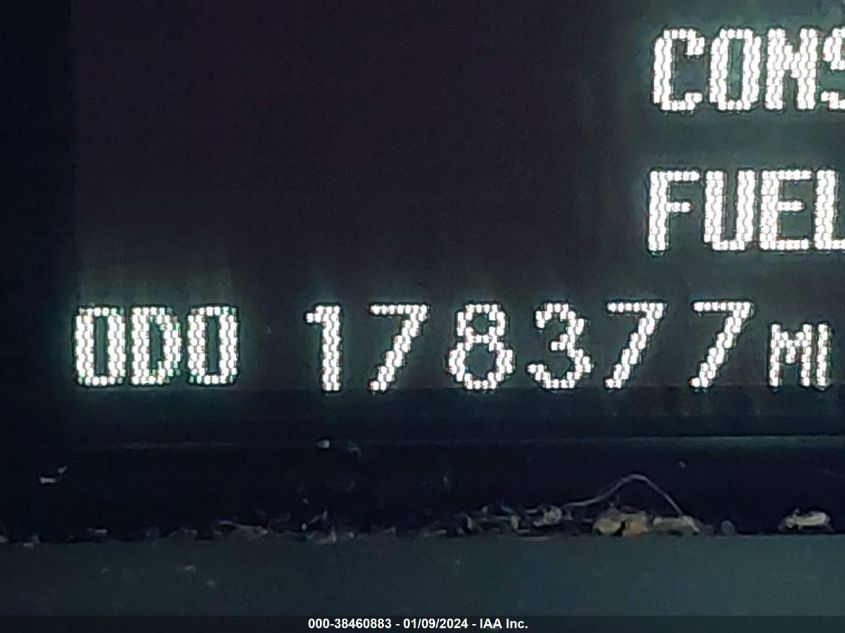 CONS
FUEL
ODO 178377 MI
000-38460883 - 01/09/2024 - IAA Inc.